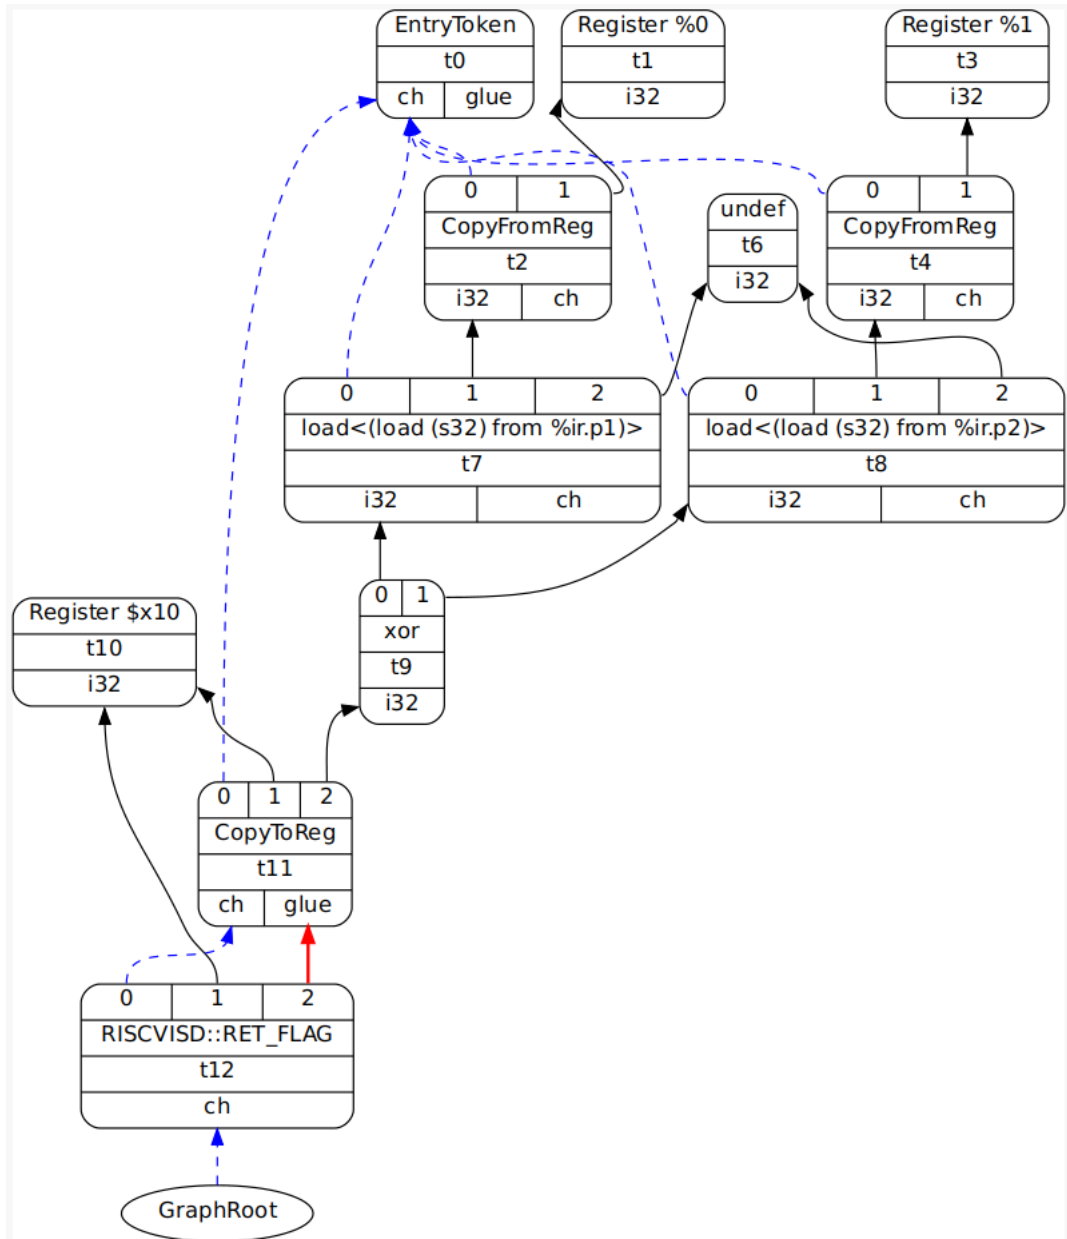 EntryToken
t0
ch glue
Register %0
t1
i32
Register %1
t3
i32
0 1
CopyFromReg
t2
i32 ch
undef
t6
i32
0 1
CopyFromReg
t4
i32 ch
0 1 2
load<(load (s32) from %ir.p1)>
t7
i32 ch
0 1 2
load<(load (s32) from %ir.p2)>
t8
i32 ch
0 1
xor
t9
i32
Register $x10
t10
i32
0 1 2
CopyToReg
t11
ch glue
0 1 2
RISCVISD::RET_FLAG
t12
ch
GraphRoot